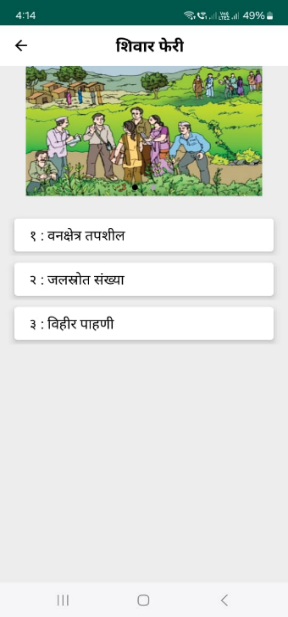 4:14
49%
शिवार फेरी
१ : वनक्षेत्र तपशील
२ : जलस्रोत संख्या
३ : विहीर पाहणी